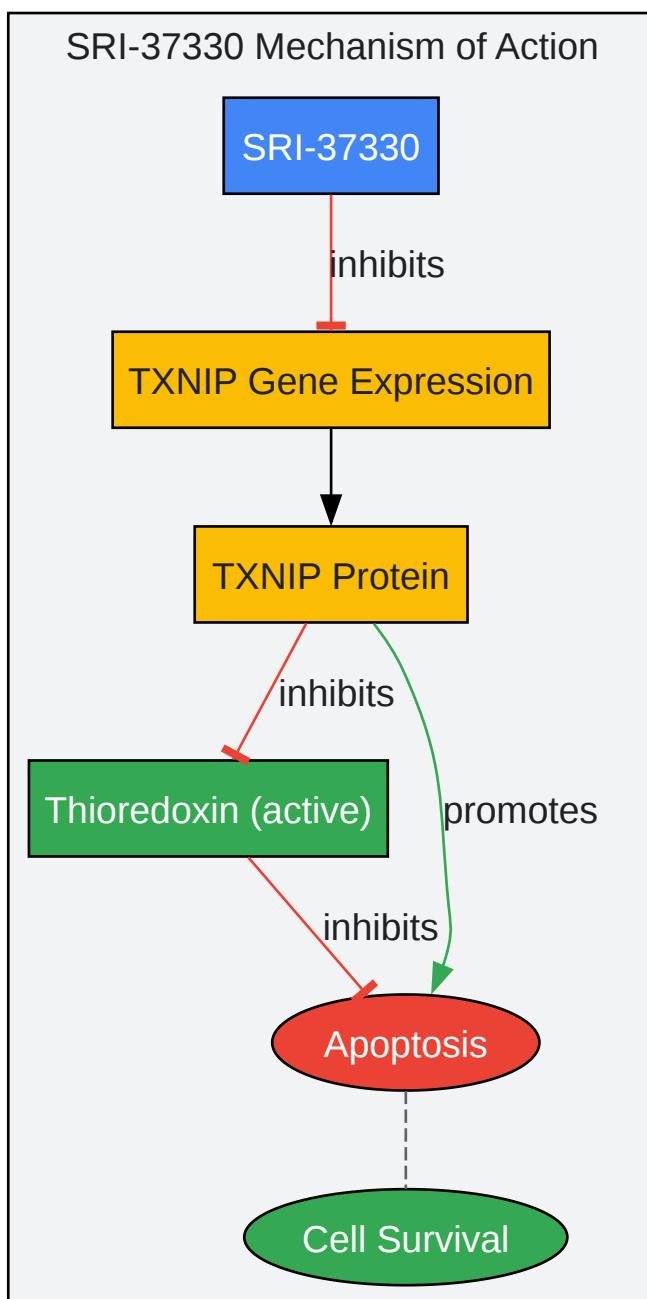 SRI-37330 Mechanism of Action
SRI-37330
inhibits
TXNIP Gene Expression
TXNIP Protein
inhibits
Thioredoxin (active)
promotes
inhibits
Apoptosis
Cell Survival